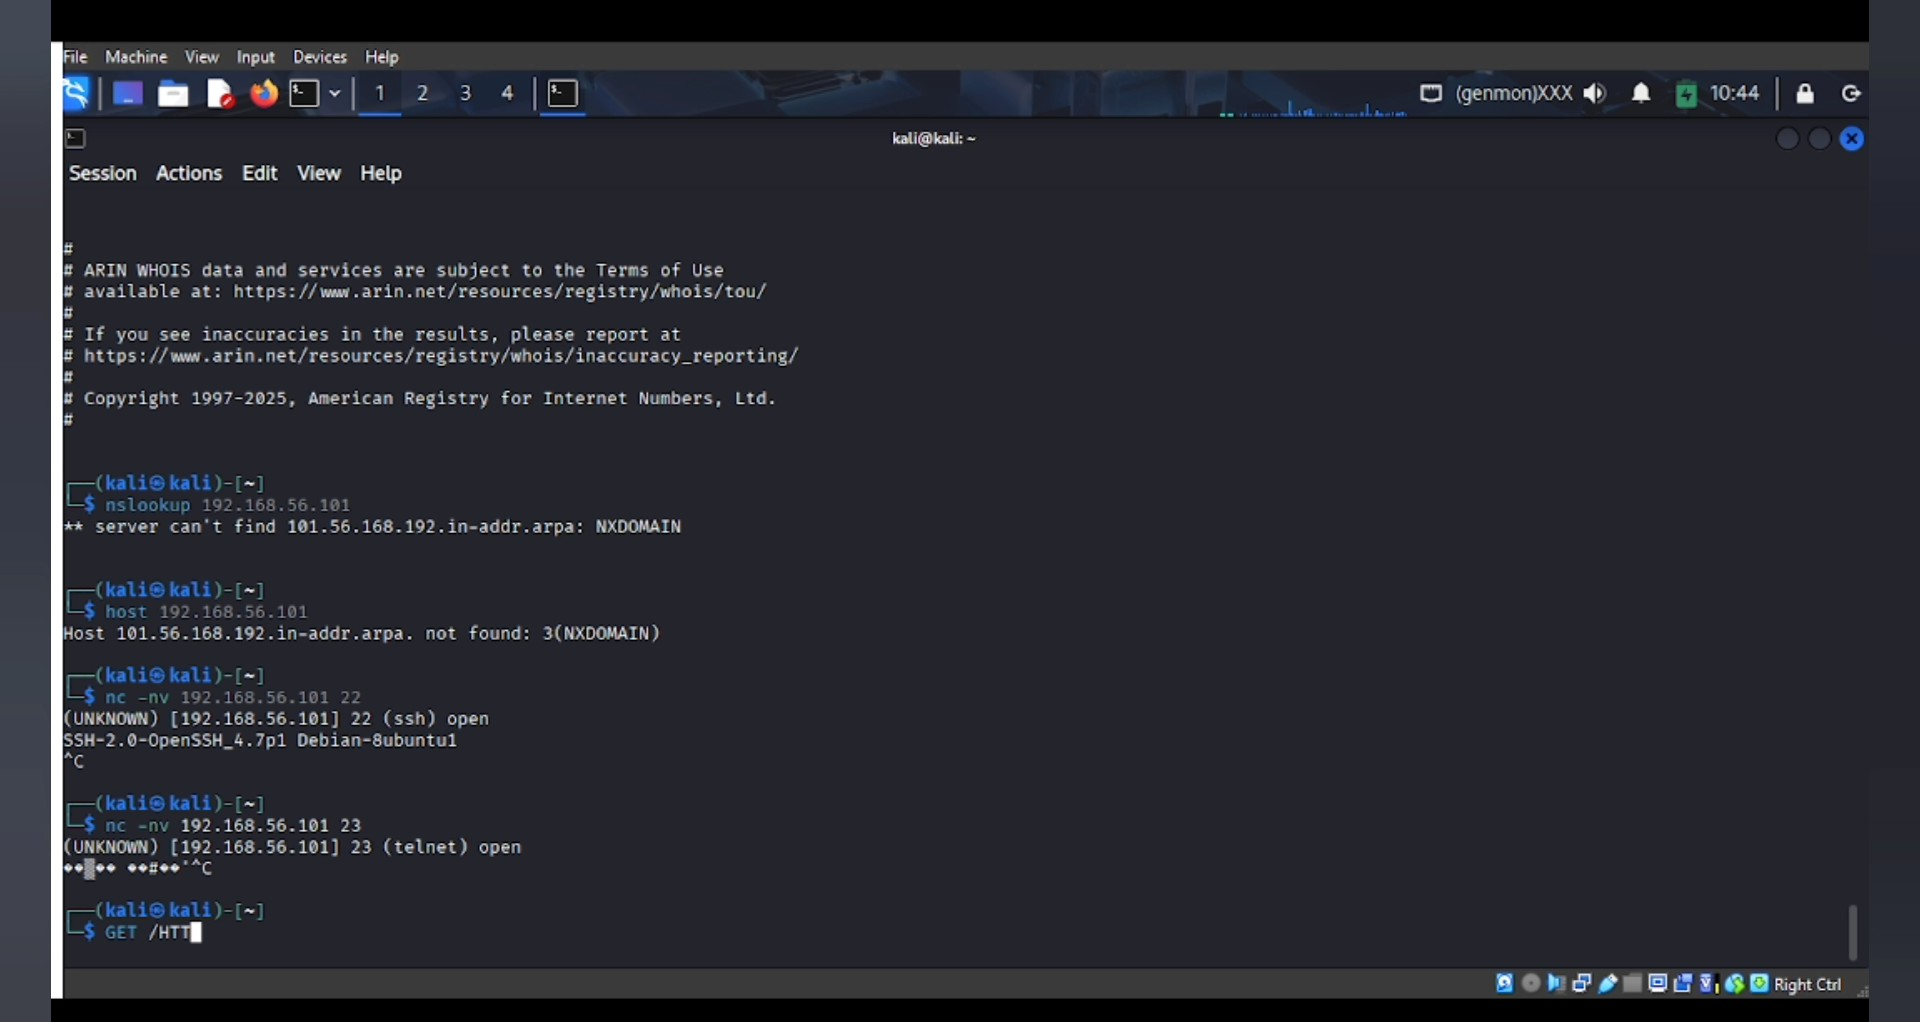 File Machine View Input Devices Help
1 2 3 4 (genmon)XXX 10:44
kali@kali: ~
Session Actions Edit View Help
#
# ARIN WHOIS data and services are subject to the Terms of Use
# available at: https://www.arin.net/resources/registry/whois/tou/
#
# If you see inaccuracies in the results, please report at
# https://www.arin.net/resources/registry/whois/inaccuracy_reporting/
#
# Copyright 1997-2025, American Registry for Internet Numbers, Ltd.
#
┌──(kali㉿kali)-[~]
└─$ nslookup 192.168.56.101
** server can't find 101.56.168.192.in-addr.arpa: NXDOMAIN
┌──(kali㉿kali)-[~]
└─$ host 192.168.56.101
Host 101.56.168.192.in-addr.arpa. not found: 3(NXDOMAIN)
┌──(kali㉿kali)-[~]
└─$ nc -nv 192.168.56.101 22
(UNKNOWN) [192.168.56.101] 22 (ssh) open
SSH-2.0-OpenSSH_4.7p1 Debian-8ubuntu1
^C
┌──(kali㉿kali)-[~]
└─$ nc -nv 192.168.56.101 23
(UNKNOWN) [192.168.56.101] 23 (telnet) open
��▒�� ��#��'^C
┌──(kali㉿kali)-[~]
└─$ GET /HTT
Right Ctrl